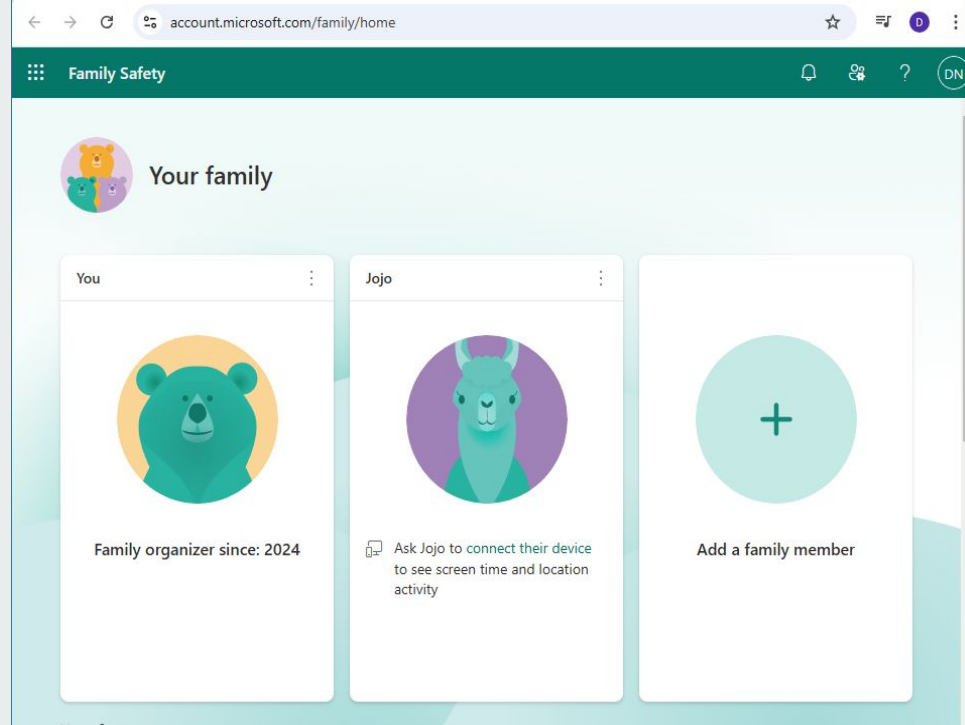 account.microsoft.com/family/home
D
Family Safety
?
DN
Your family
You
Jojo
Family organizer since: 2024
Ask Jojo to connect their device
to see screen time and location
activity
Add a family member